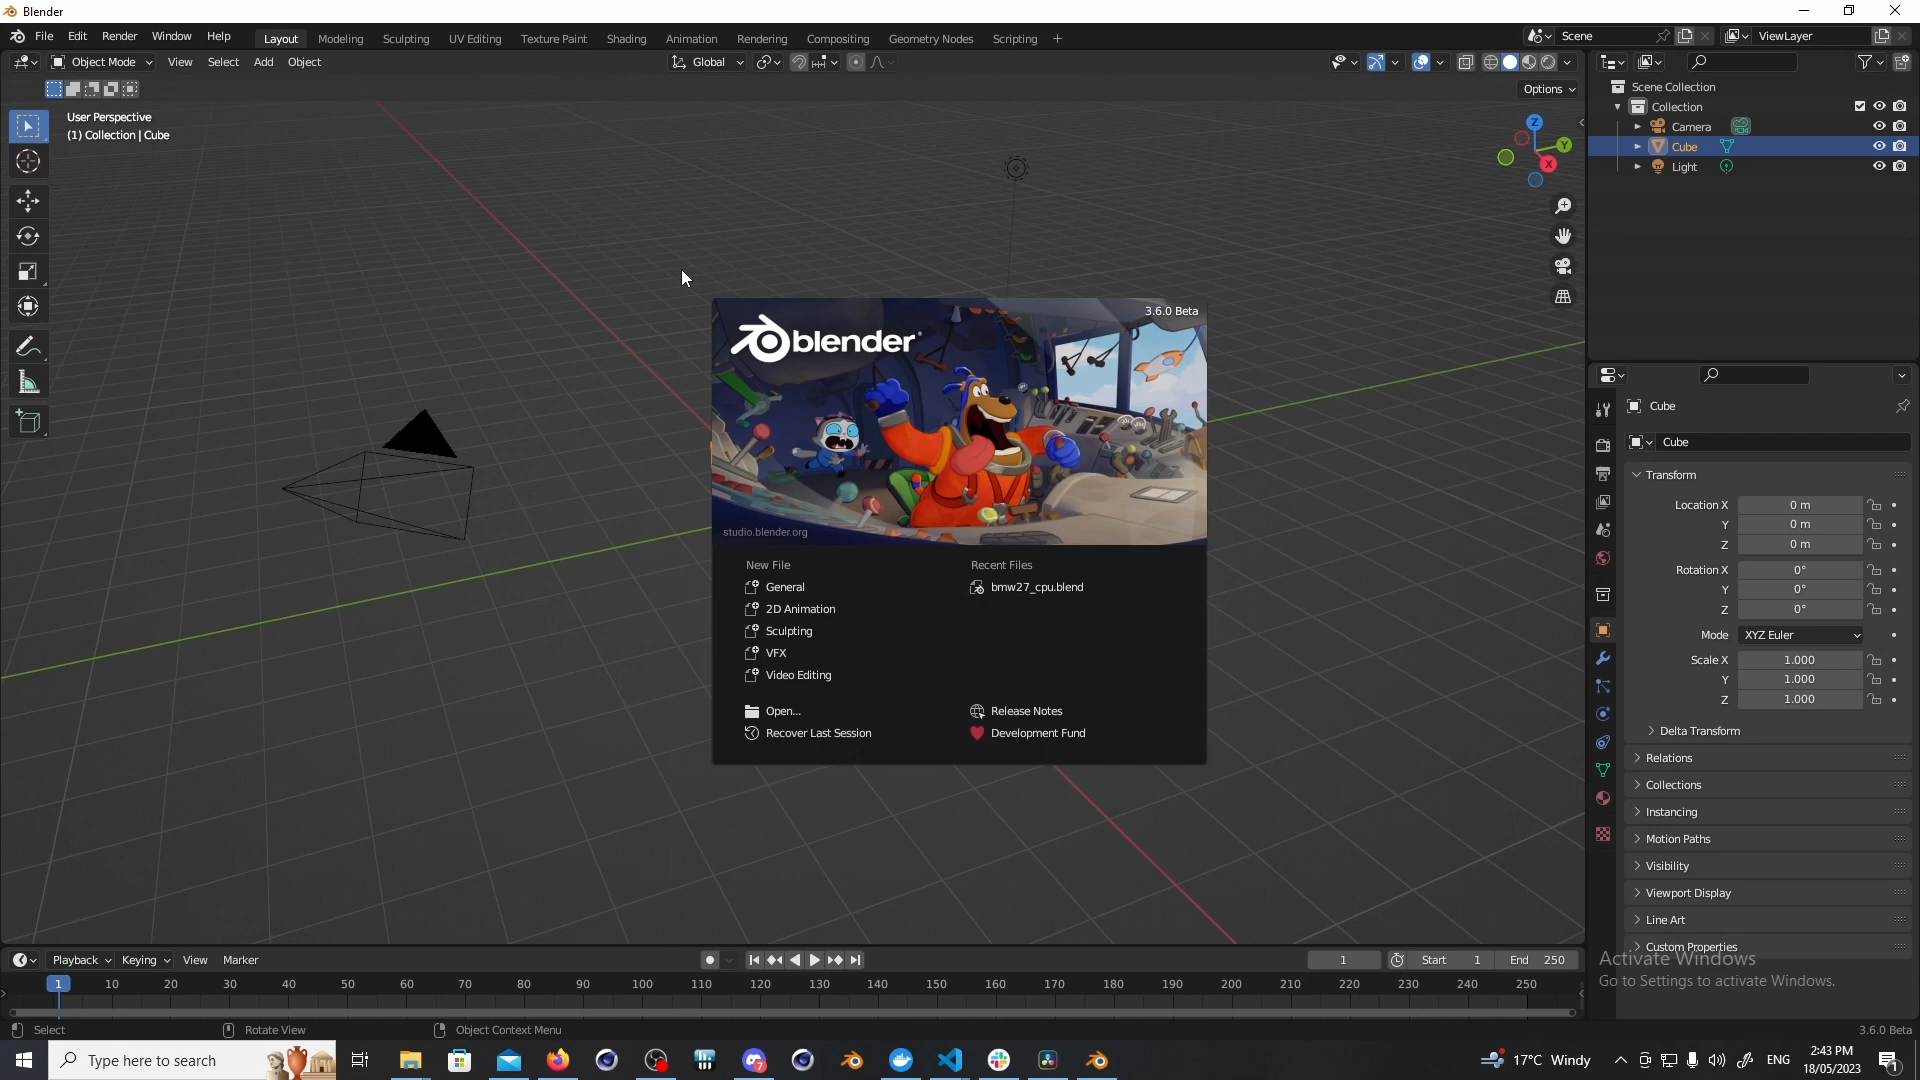 Blender
File Edit Render Window Help Layout Modeling Sculpting UV Editing Texture Paint Shading Animation Rendering Compositing Geometry Nodes Scripting Scene ViewLayer
Object Mode View Select Add Object Global
Options
User Perspective
(1) Collection | Cube
Z
Y
X
Scene Collection
Collection
Camera
Cube
Light
3.6.0 Beta
blender
studio.blender.org
New File
General
2D Animation
Sculpting
VFX
Video Editing
Open...
Recover Last Session
Recent Files
bmw27_cpu.blend
Release Notes
Development Fund
Cube
Cube
Transform
Location X 0 m
Y 0 m
Z 0 m
Rotation X 0°
Y 0°
Z 0°
Mode XYZ Euler
Scale X 1.000
Y 1.000
Z 1.000
Delta Transform
Relations
Collections
Instancing
Motion Paths
Visibility
Viewport Display
Line Art
Custom Properties
Activate Windows
Go to Settings to activate Windows.
Playback Keying View Marker 1 Start 1 End 250
1 10 20 30 40 50 60 70 80 90 100 110 120 130 140 150 160 170 180 190 200 210 220 230 240 250
Select Rotate View Object Context Menu 3.6.0 Beta
Type here to search 7 17°C Windy ENG 2:43 PM
18/05/2023 1